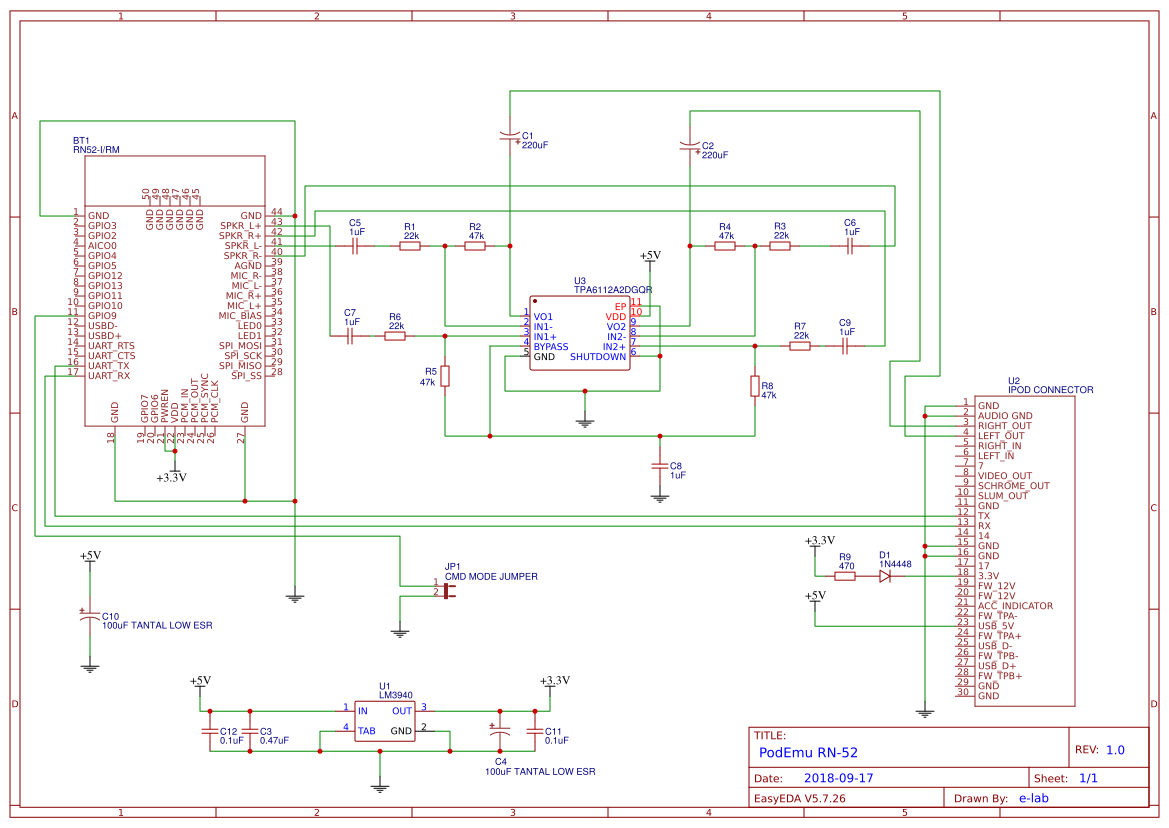 1 2 3 4 5
A A
BT1
RN52-I/RM
50 49 48 47 46 45
GND GND GND GND GND GND
1 GND
2 GPIO3
3 GPIO2
4 AICO0
5 GPIO4
6 GPIO5
7 GPIO12
8 GPIO13
9 GPIO11
10 GPIO10
11 GPIO9
12 USBD-
13 USBD+
14 UART_RTS
15 UART_CTS
16 UART_TX
17 UART_RX
GND 44
SPKR_L+ 43
SPKR_R+ 42
SPKR_L- 41
SPKR_R- 40
AGND 39
MIC_R- 38
MIC_L- 37
MIC_R+ 36
MIC_L+ 35
MIC_BIAS 34
LED0 33
LED1 32
SPI_MOSI 31
SPI_SCK 30
SPI_MISO 29
SPI_SS 28
GND GPIO7 GPIO6 PWREN VDD PCM_IN PCM_OUT PCM_SYNC PCM_CLK GND
18 19 20 21 22 23 24 25 26 27
+3.3V
C1
220uF
C2
220uF
C5
1uF
R1
22k
R2
47k
R4
47k
R3
22k
C6
1uF
+5V
U3
TPA6112A2DGQR
1 VO1
2 IN1-
3 IN1+
4 BYPASS
5 GND
EP 11
VDD 10
VO2 9
IN2- 8
IN2+ 7
SHUTDOWN 6
B B
C7
1uF
R6
22k
R7
22k
C9
1uF
R5
47k
R8
47k
C8
1uF
U2
IPOD CONNECTOR
1 GND
2 AUDIO GND
3 RIGHT_OUT
4 LEFT_OUT
5 RIGHT_IN
6 LEFT_IN
7 7
8 VIDEO_OUT
9 SCHROME_OUT
10 SLUM_OUT
11 GND
12 TX
13 RX
14 14
15 GND
16 GND
17 17
18 3.3V
19 FW_12V
20 FW_12V
21 ACC_INDICATOR
22 FW_TPA-
23 USB_5V
24 FW_TPA+
25 USB_D-
26 FW_TPB-
27 USB_D+
28 FW_TPB+
29 GND
30 GND
C C
+3.3V
R9
470
D1
1N4448
+5V
JP1
CMD MODE JUMPER
1
2
+5V
C10
100uF TANTAL LOW ESR
D D
+5V
C12
0.1uF
C3
0.47uF
U1
LM3940
1 IN OUT 3
4 TAB GND 2
+3.3V
C11
0.1uF
C4
100uF TANTAL LOW ESR
TITLE:
PodEmu RN-52
REV: 1.0
Date: 2018-09-17
Sheet: 1/1
EasyEDA V5.7.26
Drawn By: e-lab
1 2 3 4 5